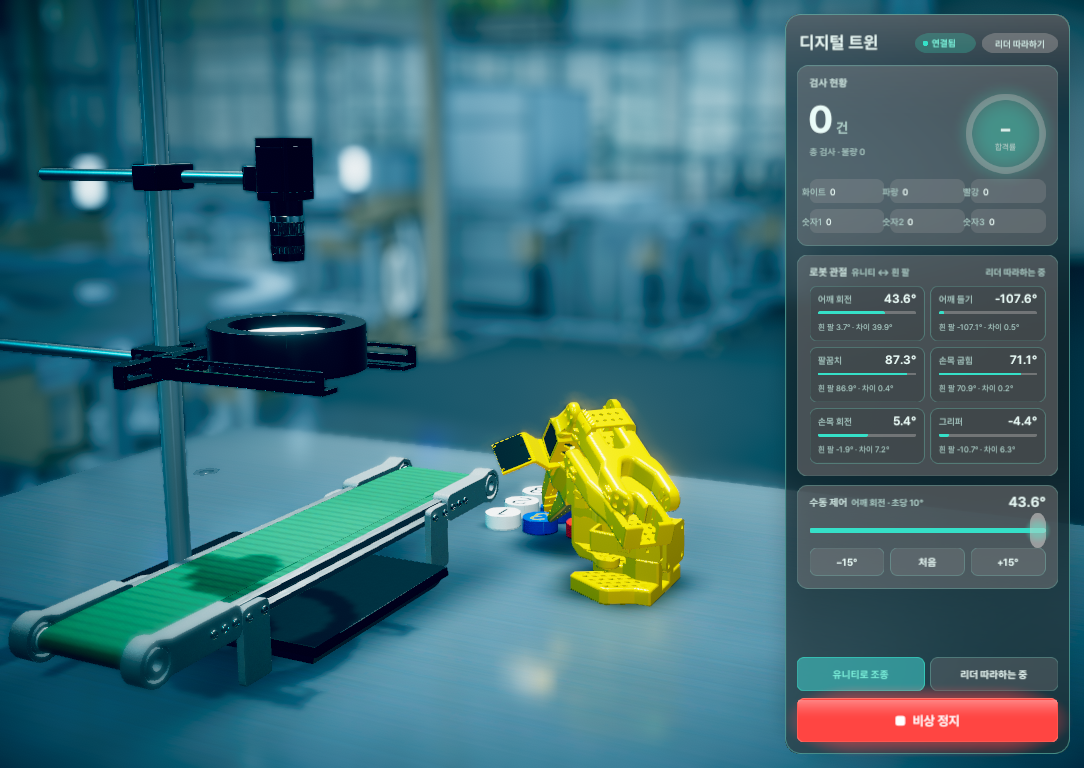 디지털 트윈
연결됨
리더 따라하기
검사 현황
0 건
총 검사 · 불량 0
–
합격률
화이트 0
파랑 0
빨강 0
숫자1 0
숫자2 0
숫자3 0
로봇 관절 유니티 ↔ 흰 팔
리더 따라하는 중
어깨 회전 43.6°
흰 팔 3.7° · 차이 39.9°
어깨 들기 -107.6°
흰 팔 -107.1° · 차이 0.5°
팔꿈치 87.3°
흰 팔 86.9° · 차이 0.4°
손목 굽힘 71.1°
흰 팔 70.9° · 차이 0.2°
손목 회전 5.4°
흰 팔 -1.9° · 차이 7.2°
그리퍼 -4.4°
흰 팔 -10.7° · 차이 6.3°
수동 제어 어깨 회전 · 초당 10°
43.6°
-15°
처음
+15°
유니티로 조종
리더 따라하는 중
비상 정지